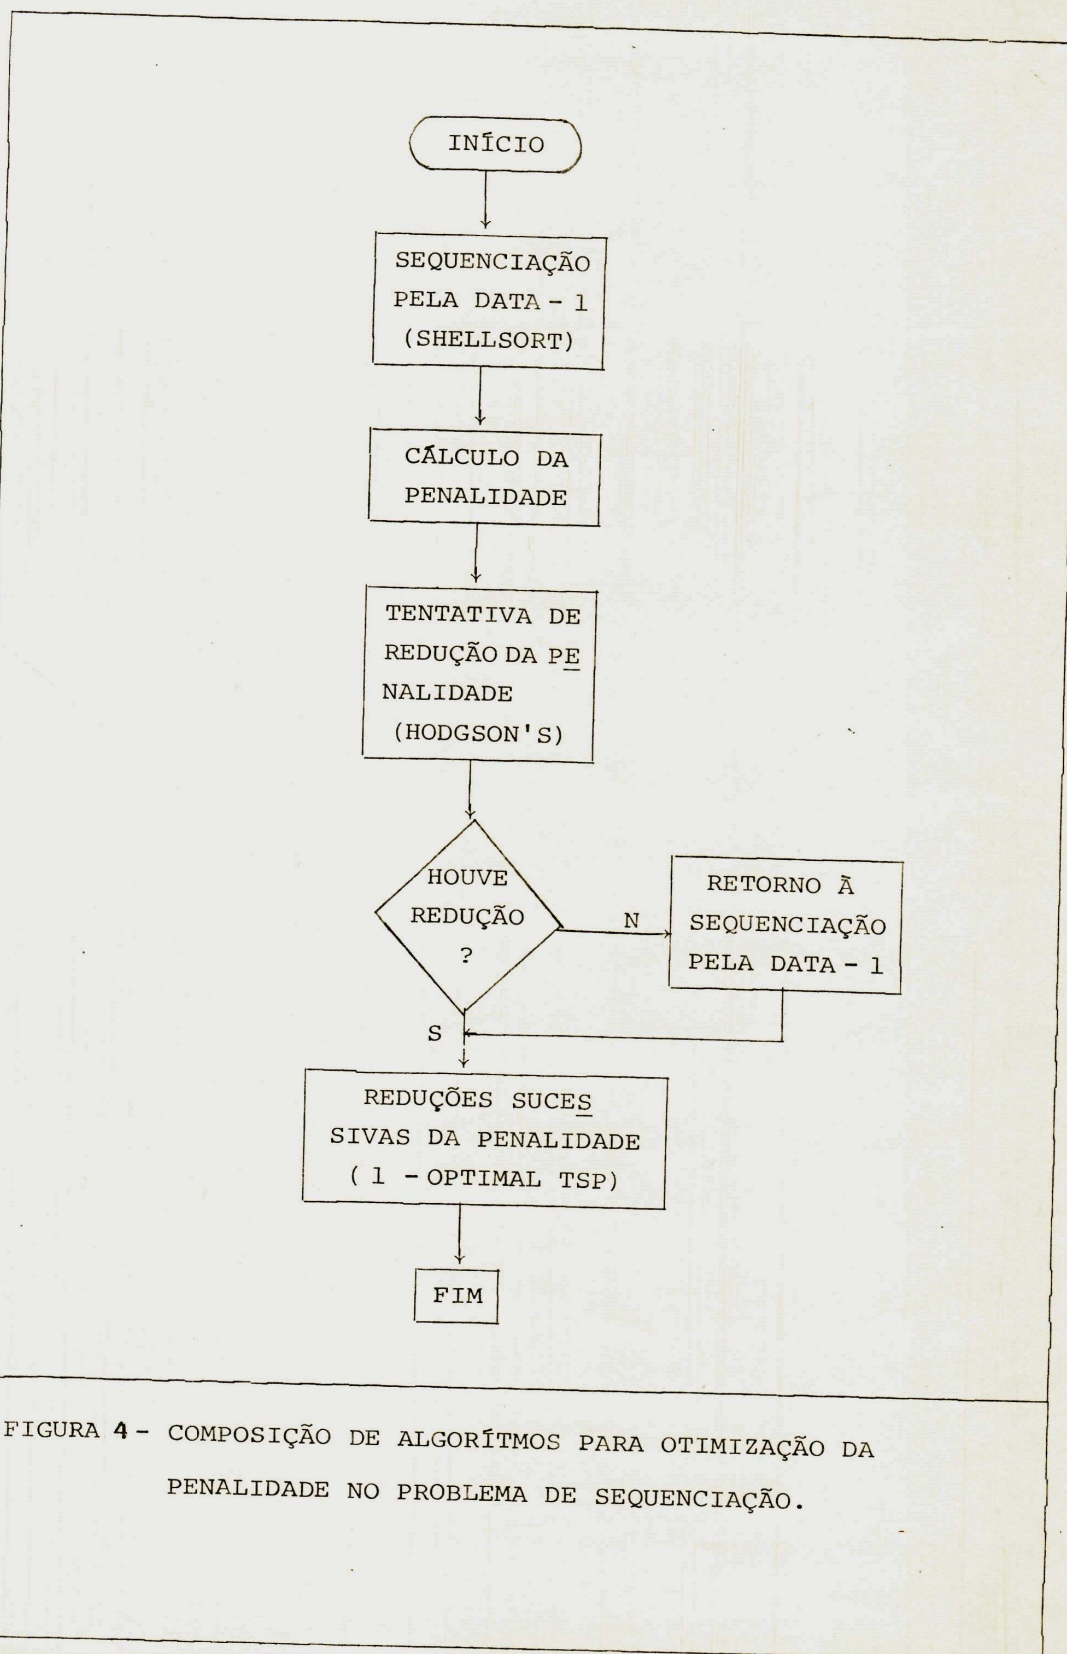 INÍCIO
SEQUENCIAÇÃO
PELA DATA - 1
(SHELLSORT)
CÁLCULO DA
PENALIDADE
TENTATIVA DE
REDUÇÃO DA PE
NALIDADE
(HODGSON'S)
HOUVE
REDUÇÃO
?
N
RETORNO Ã
SEQUENCIAÇÃO
PELA DATA - 1
S
REDUÇÕES SUCES
SIVAS DA PENALIDADE
( 1 - OPTIMAL TSP)
FIM
FIGURA 4 - COMPOSIÇÃO DE ALGORÍTMOS PARA OTIMIZAÇÃO DA
PENALIDADE NO PROBLEMA DE SEQUENCIAÇÃO.